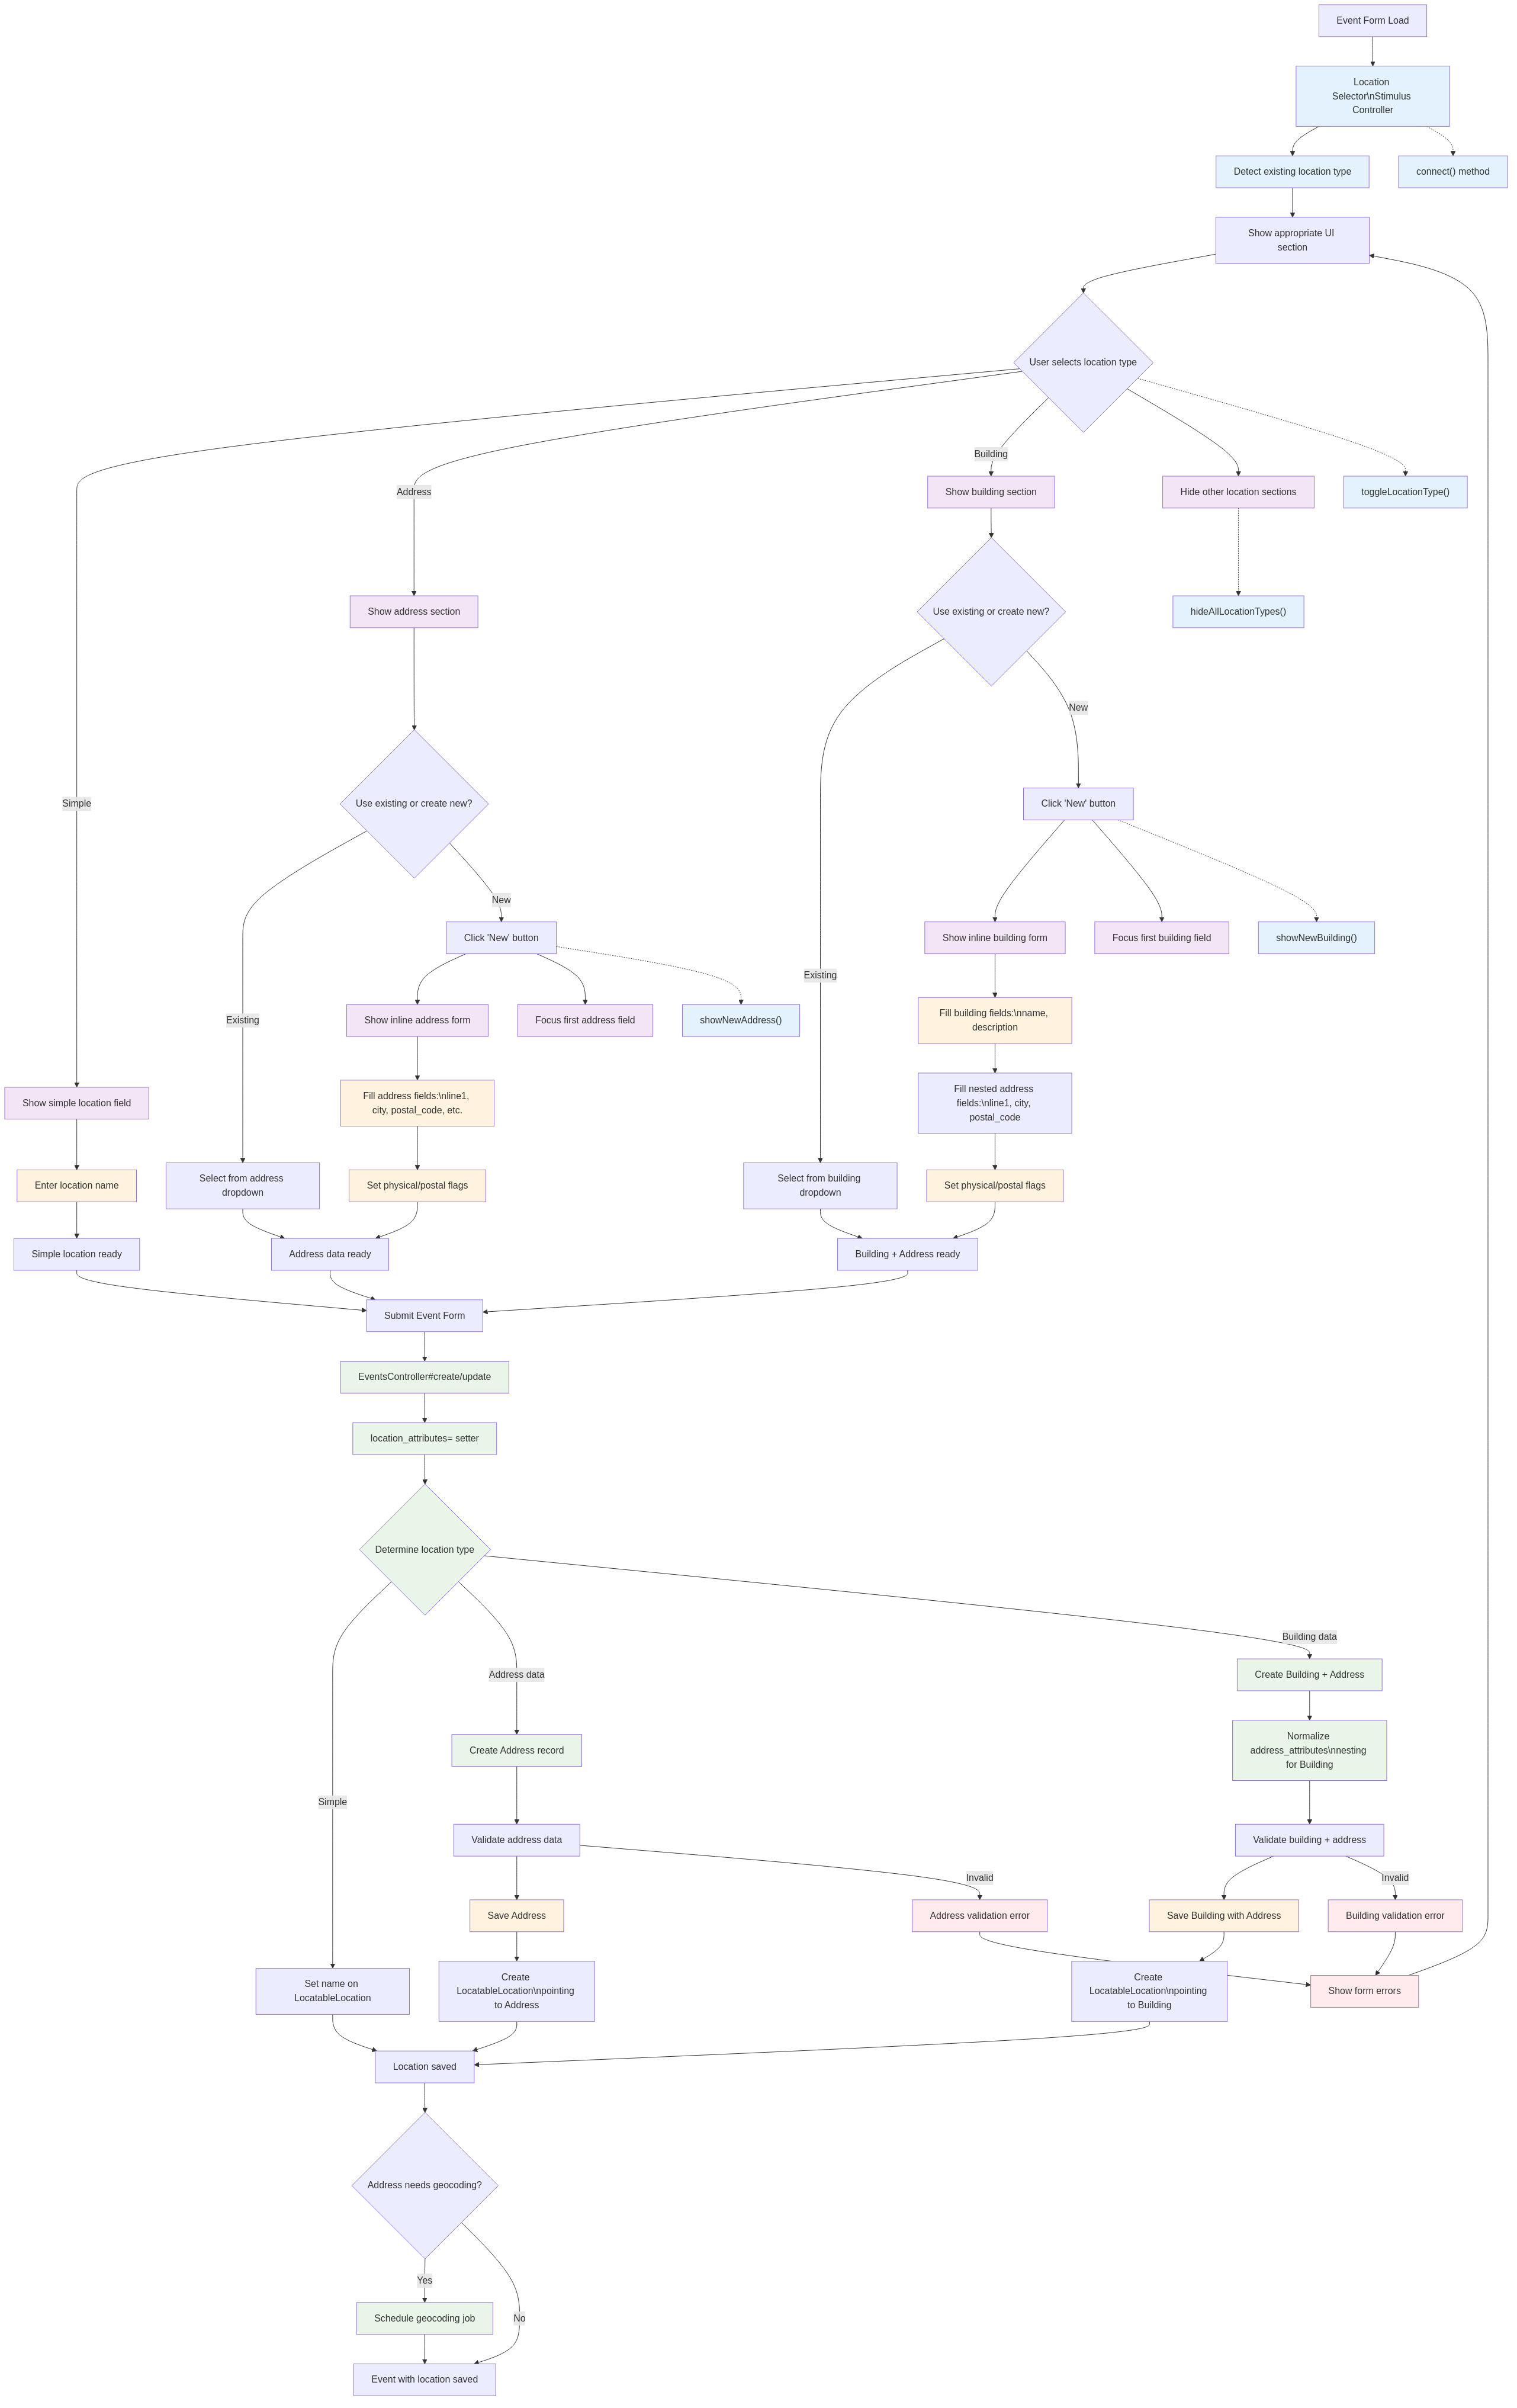 Event Form Load
Location
Selector\nStimulus
Controller
Detect existing location type
connect() method
Show appropriate UI
section
User selects location type
Building
Address
Show building section
Hide other location sections
toggleLocationType()
Show address section
Use existing or create new?
hideAllLocationTypes()
New
Simple
Use existing or create new?
Click 'New' button
New
Click 'New' button
Show inline building form
Focus first building field
showNewBuilding()
Existing
Existing
Show inline address form
Focus first address field
showNewAddress()
Fill building fields:\nname,
description
Show simple location field
Fill address fields:\nline1,
city, postal_code, etc.
Fill nested address
fields:\nline1, city,
postal_code
Enter location name
Select from address
dropdown
Set physical/postal flags
Select from building
dropdown
Set physical/postal flags
Simple location ready
Address data ready
Building + Address ready
Submit Event Form
EventsController#create/update
location_attributes= setter
Determine location type
Building data
Address data
Create Building + Address
Create Address record
Normalize
address_attributes\nnesting
for Building
Simple
Validate address data
Validate building + address
Invalid
Invalid
Save Address
Address validation error
Save Building with Address
Building validation error
Set name on
LocatableLocation
Create
LocatableLocation\npointing
to Address
Create
LocatableLocation\npointing
to Building
Show form errors
Location saved
Address needs geocoding?
Yes
No
Schedule geocoding job
Event with location saved